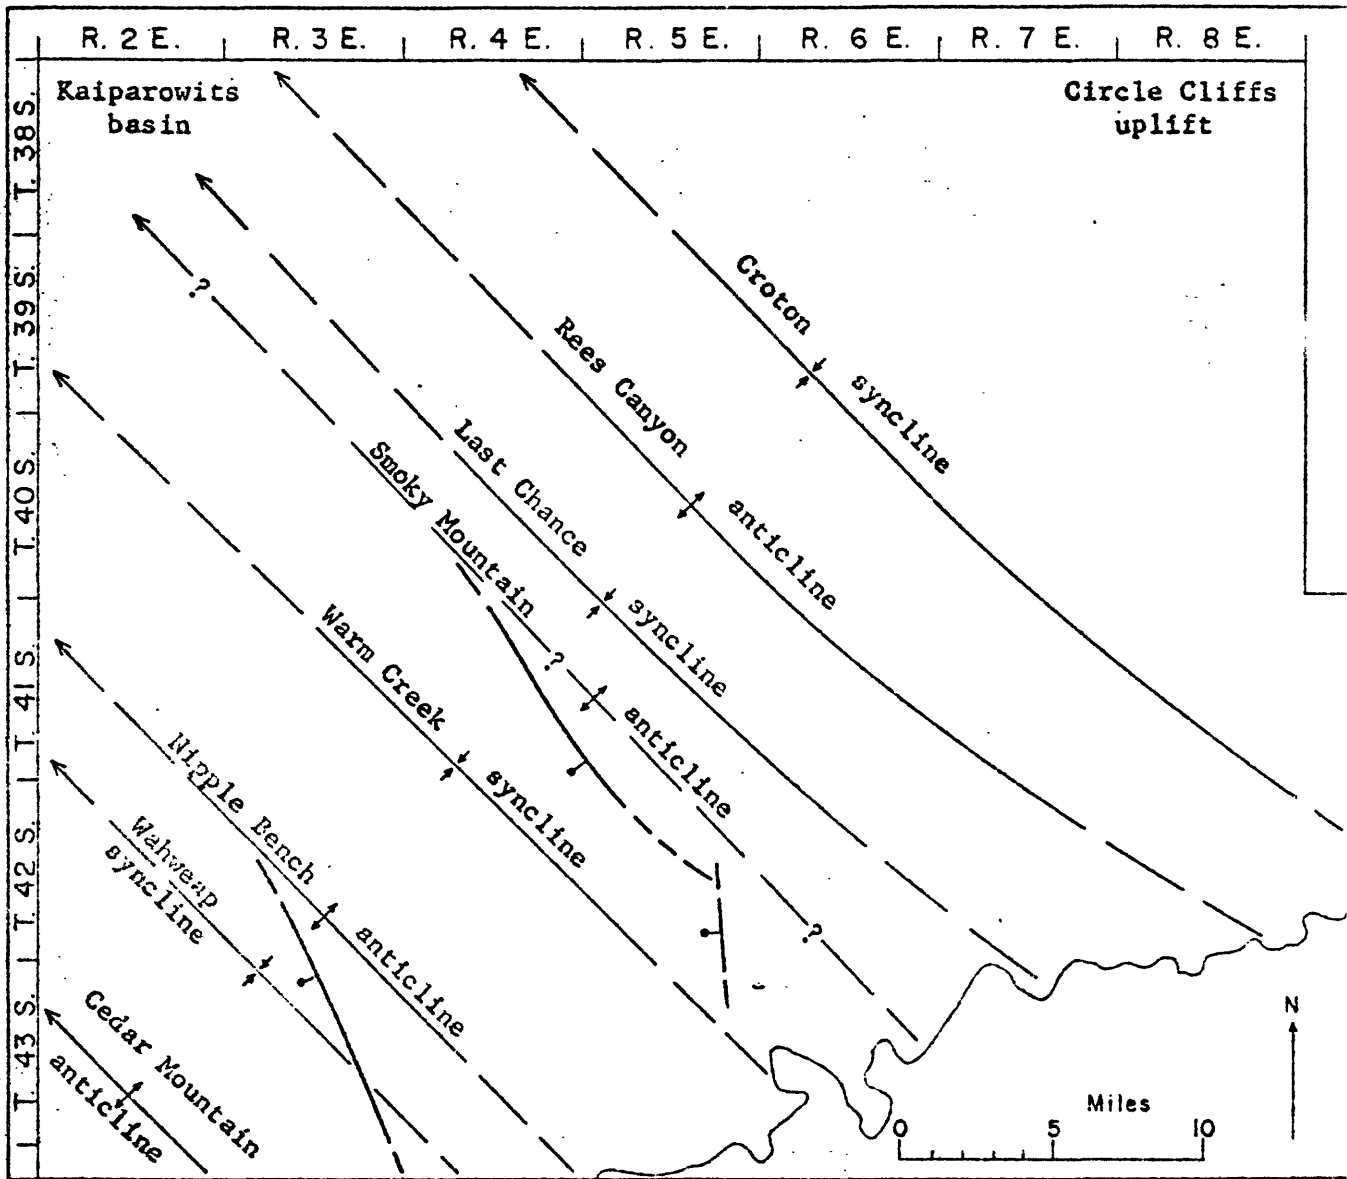 R. 2 E. R. 3 E. R. 4 E. R. 5 E. R. 6 E. R. 7 E. R. 8 E.
Kaiparowits
basin
Circle Cliffs
uplift
T. 38 S.
T. 39 S.
T. 40 S.
T. 41 S.
T. 42 S.
T. 43 S.
Croton syncline
Rees Canyon anticline
Last Chance syncline
?
Smoky Mountain ? anticline
?
Warm Creek syncline
Nipple Bench anticline
Wahweap
syncline
Cedar Mountain
anticline
N
Miles
0 5 10